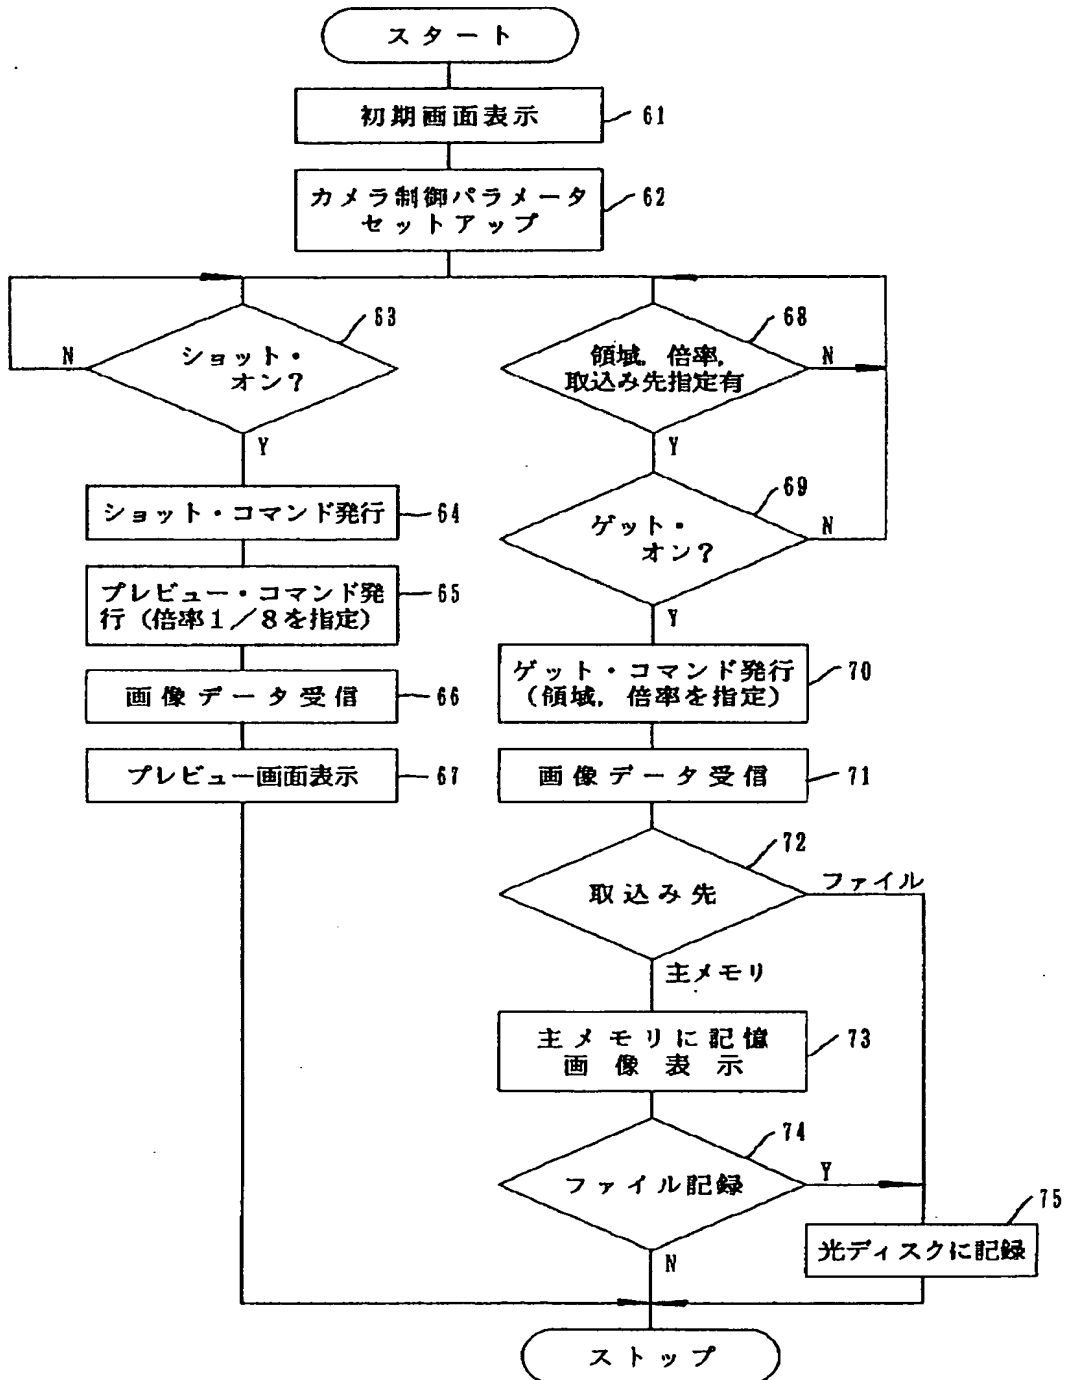 スタート
初期画面表示
61
カメラ制御パラメータ
セットアップ
62
63
ショット・
オン?
N
Y
ショット・コマンド発行
64
プレビュー・コマンド発
行(倍率1/8を指定)
65
画像データ受信
66
プレビュー画面表示
67
68
領域,倍率,
取込み先指定有
N
Y
69
ゲット・
オン?
N
Y
ゲット・コマンド発行
(領域,倍率を指定)
70
画像データ受信
71
72
取込み先
ファイル
主メモリ
主メモリに記憶
画像表示
73
74
ファイル記録
Y
N
75
光ディスクに記録
ストップ